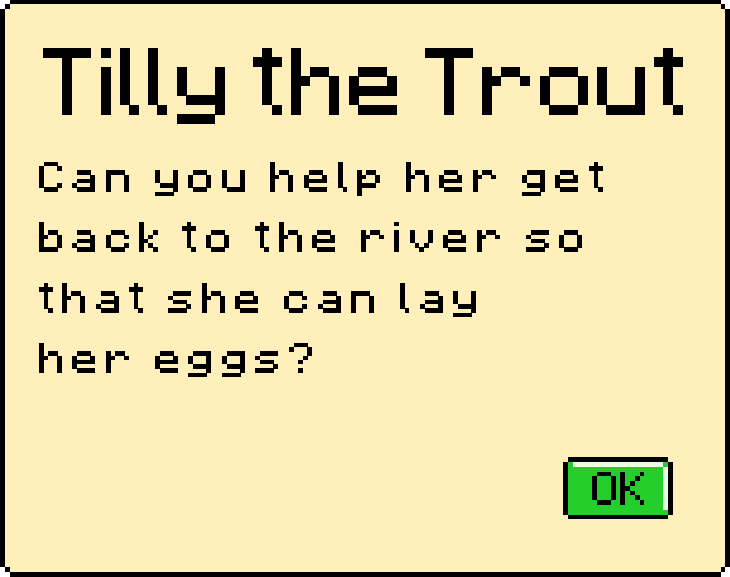 Tilly the Trout
Can you help her get
back to the river so
that she can lay
her eggs?
OK